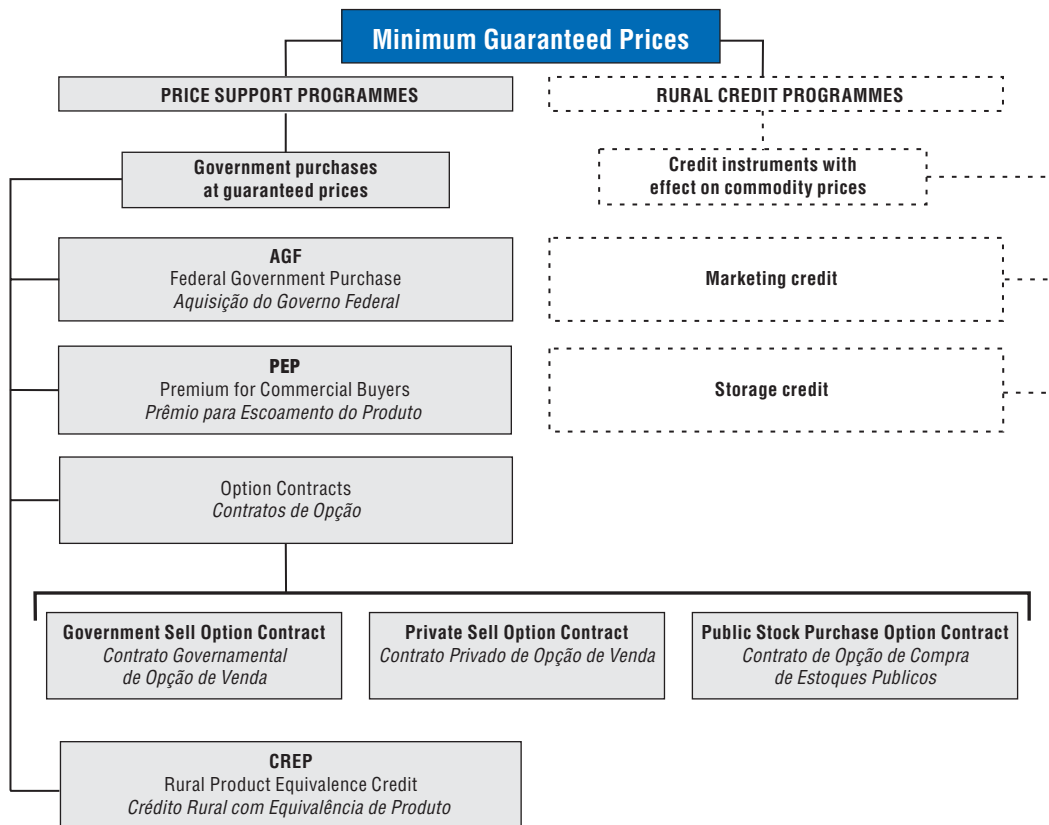 Minimum Guaranteed Prices
PRICE SUPPORT PROGRAMMES
RURAL CREDIT PROGRAMMES
Government purchases
at guaranteed prices
Credit instruments with
effect on commodity prices
AGF
Federal Government Purchase
Aquisição do Governo Federal
Marketing credit
PEP
Premium for Commercial Buyers
Prêmio para Escoamento do Produto
Storage credit
Option Contracts
Contratos de Opção
Government Sell Option Contract
Contrato Governamental
de Opção de Venda
Private Sell Option Contract
Contrato Privado de Opção de Venda
Public Stock Purchase Option Contract
Contrato de Opção de Compra
de Estoques Publicos
CREP
Rural Product Equivalence Credit
Crédito Rural com Equivalência de Produto